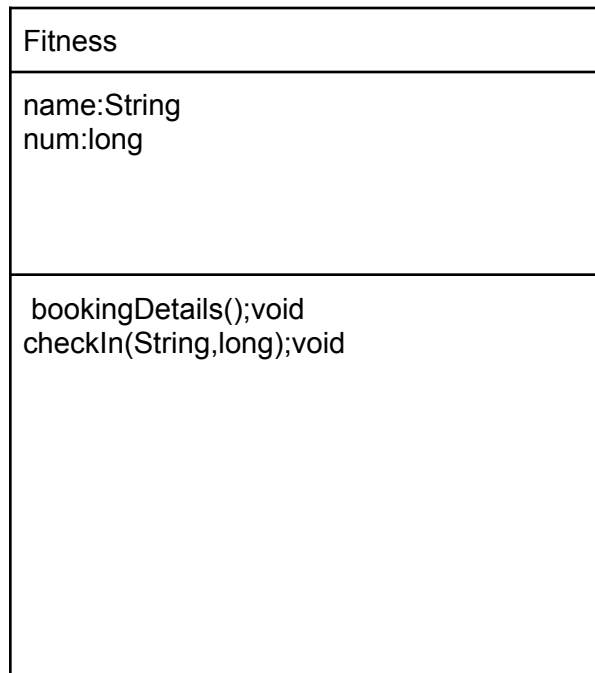 Fitness
name:String
num:long
bookingDetails();void
checkIn(String,long);void